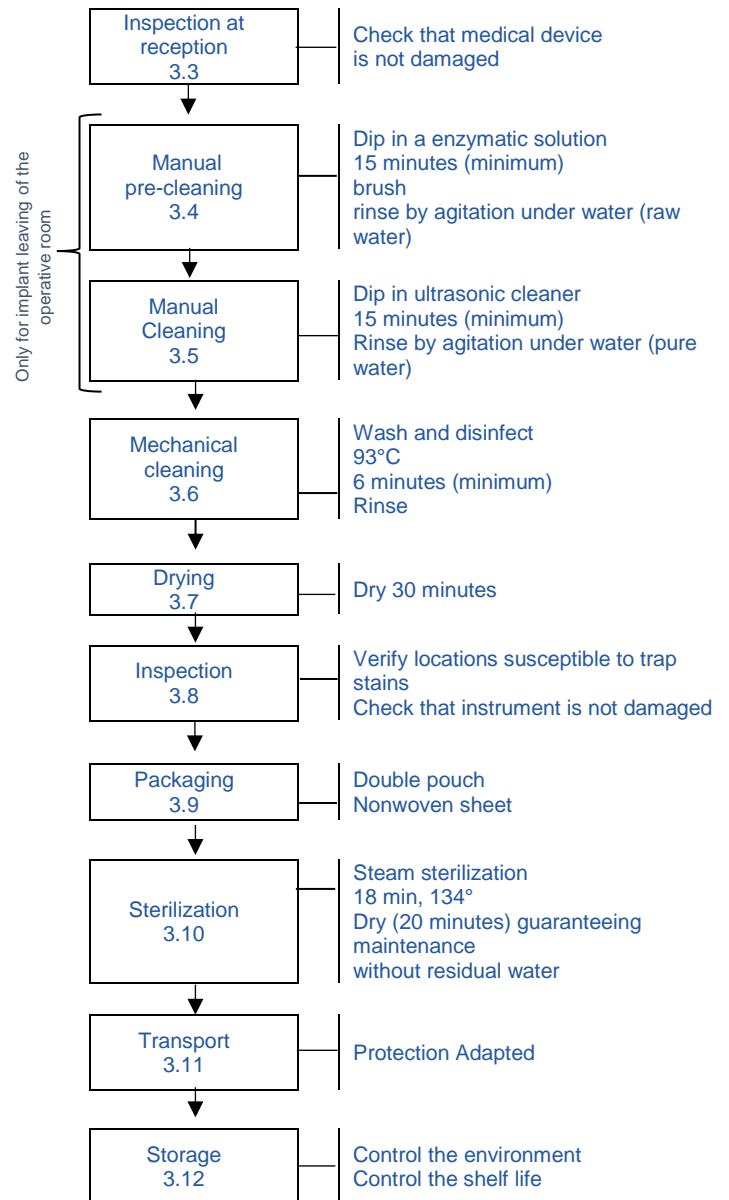 Inspection at
reception
3.3
Check that medical device
is not damaged
Only for implant leaving of the
operative room
Manual
pre-cleaning
3.4
Dip in a enzymatic solution
15 minutes (minimum)
brush
rinse by agitation under water (raw
water)
Manual
Cleaning
3.5
Dip in ultrasonic cleaner
15 minutes (minimum)
Rinse by agitation under water (pure
water)
Mechanical
cleaning
3.6
Wash and disinfect
93°C
6 minutes (minimum)
Rinse
Drying
3.7
Dry 30 minutes
Inspection
3.8
Verify locations susceptible to trap
stains
Check that instrument is not damaged
Packaging
3.9
Double pouch
Nonwoven sheet
Sterilization
3.10
Steam sterilization
18 min, 134°
Dry (20 minutes) guaranteeing
maintenance
without residual water
Transport
3.11
Protection Adapted
Storage
3.12
Control the environment
Control the shelf life